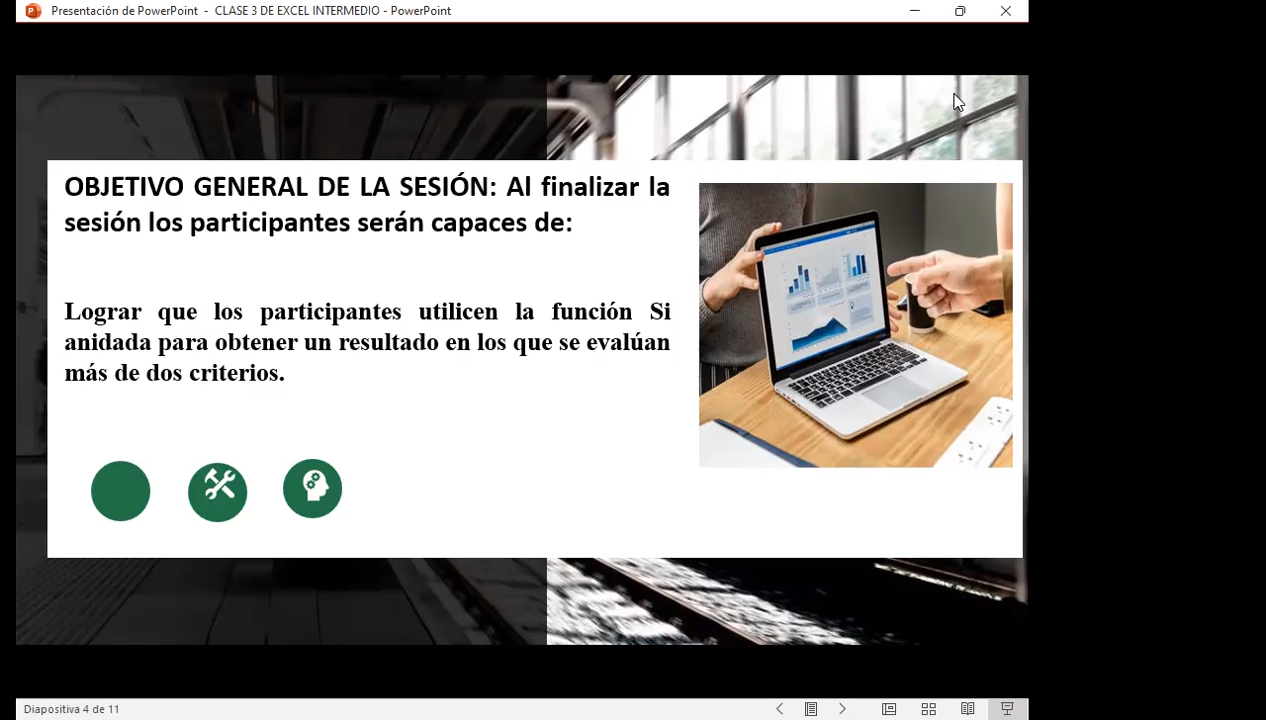 Presentación de PowerPoint - CLASE 3 DE EXCEL INTERMEDIO - PowerPoint
OBJETIVO GENERAL DE LA SESIÓN: Al finalizar la
sesión los participantes serán capaces de:
Lograr que los participantes utilicen la función Si
anidada para obtener un resultado en los que se evalúan
más de dos criterios.
Diapositiva 4 de 11